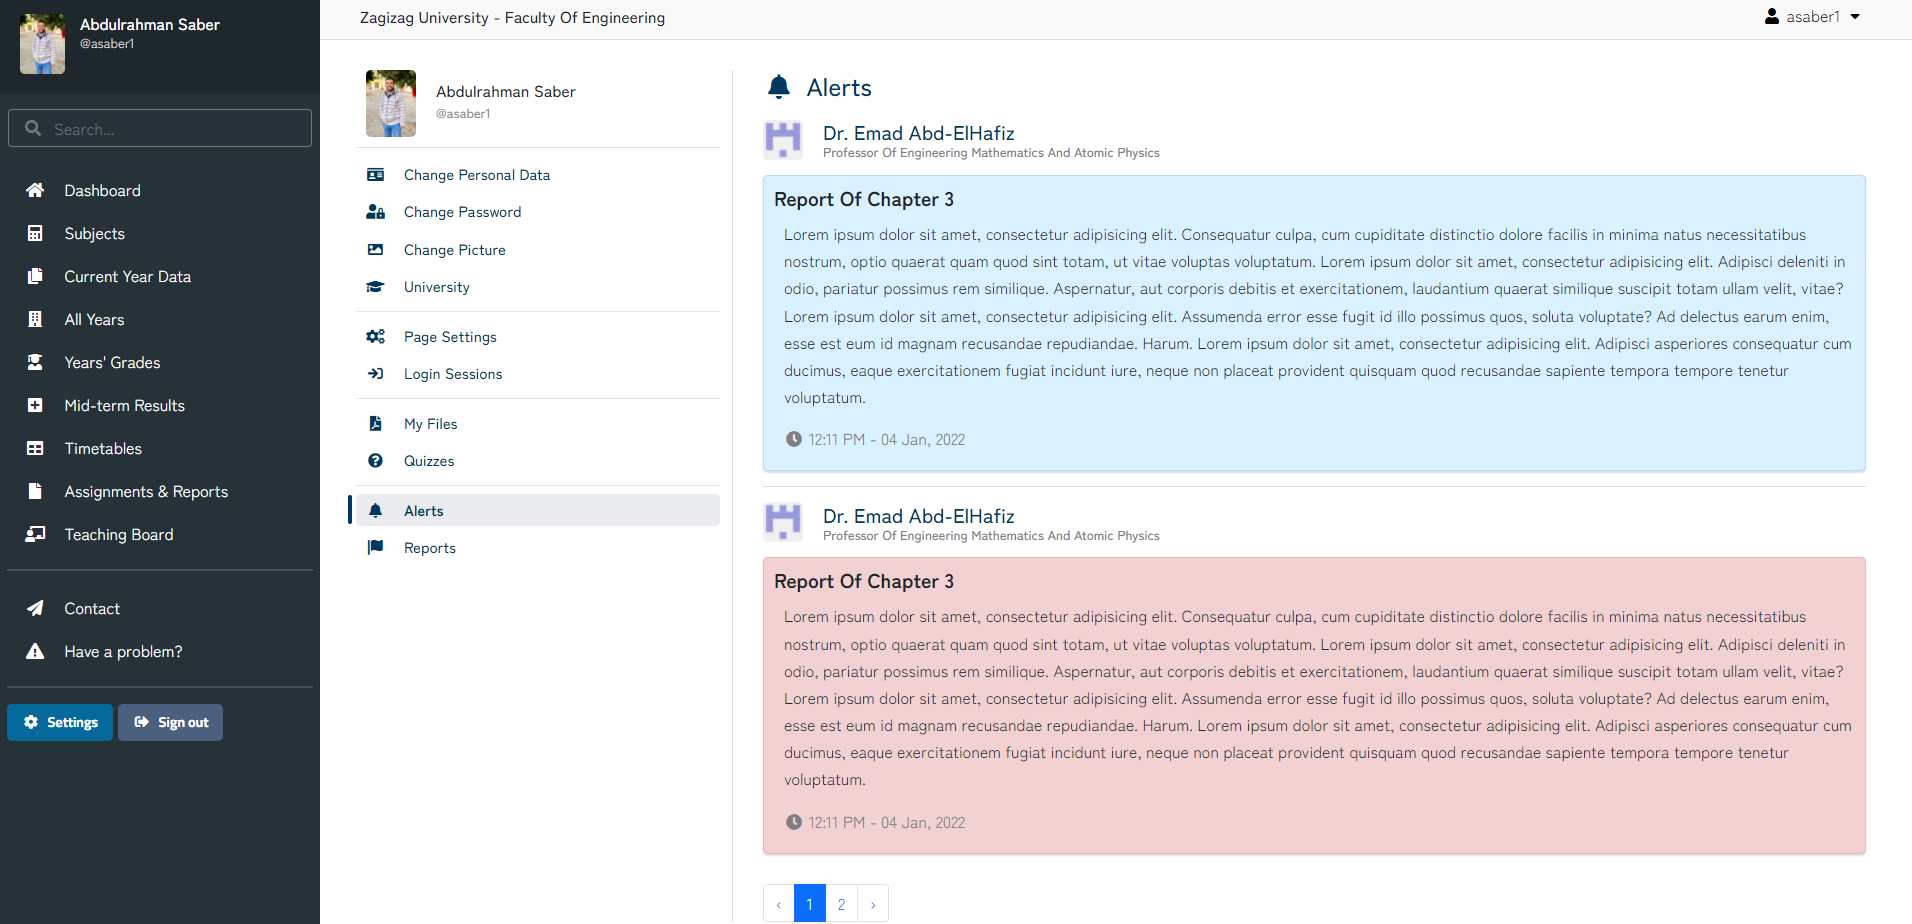 Abdulrahman Saber
@asaber1
Search...
Dashboard
Subjects
Current Year Data
All Years
Years' Grades
Mid-term Results
Timetables
Assignments & Reports
Teaching Board
Contact
Have a problem?
Settings
Sign out
Zagizag University - Faculty Of Engineering
asaber1
Abdulrahman Saber
@asaber1
Change Personal Data
Change Password
Change Picture
University
Page Settings
Login Sessions
My Files
Quizzes
Alerts
Reports
Alerts
Dr. Emad Abd-ElHafiz
Professor Of Engineering Mathematics And Atomic Physics
Report Of Chapter 3
Lorem ipsum dolor sit amet, consectetur adipisicing elit. Consequatur culpa, cum cupiditate distinctio dolore facilis in minima natus necessitatibus
nostrum, optio quaerat quam quod sint totam, ut vitae voluptas voluptatum. Lorem ipsum dolor sit amet, consectetur adipisicing elit. Adipisci deleniti in
odio, pariatur possimus rem similique. Aspernatur, aut corporis debitis et exercitationem, laudantium quaerat similique suscipit totam ullam velit, vitae?
Lorem ipsum dolor sit amet, consectetur adipisicing elit. Assumenda error esse fugit id illo possimus quos, soluta voluptate? Ad delectus earum enim,
esse est eum id magnam recusandae repudiandae. Harum. Lorem ipsum dolor sit amet, consectetur adipisicing elit. Adipisci asperiores consequatur cum
ducimus, eaque exercitationem fugiat incidunt iure, neque non placeat provident quisquam quod recusandae sapiente tempora tempore tenetur
voluptatum.
12:11 PM - 04 Jan, 2022
Dr. Emad Abd-ElHafiz
Professor Of Engineering Mathematics And Atomic Physics
Report Of Chapter 3
Lorem ipsum dolor sit amet, consectetur adipisicing elit. Consequatur culpa, cum cupiditate distinctio dolore facilis in minima natus necessitatibus
nostrum, optio quaerat quam quod sint totam, ut vitae voluptas voluptatum. Lorem ipsum dolor sit amet, consectetur adipisicing elit. Adipisci deleniti in
odio, pariatur possimus rem similique. Aspernatur, aut corporis debitis et exercitationem, laudantium quaerat similique suscipit totam ullam velit, vitae?
Lorem ipsum dolor sit amet, consectetur adipisicing elit. Assumenda error esse fugit id illo possimus quos, soluta voluptate? Ad delectus earum enim,
esse est eum id magnam recusandae repudiandae. Harum. Lorem ipsum dolor sit amet, consectetur adipisicing elit. Adipisci asperiores consequatur cum
ducimus, eaque exercitationem fugiat incidunt iure, neque non placeat provident quisquam quod recusandae sapiente tempora tempore tenetur
voluptatum.
12:11 PM - 04 Jan, 2022
‹ 1 2 ›